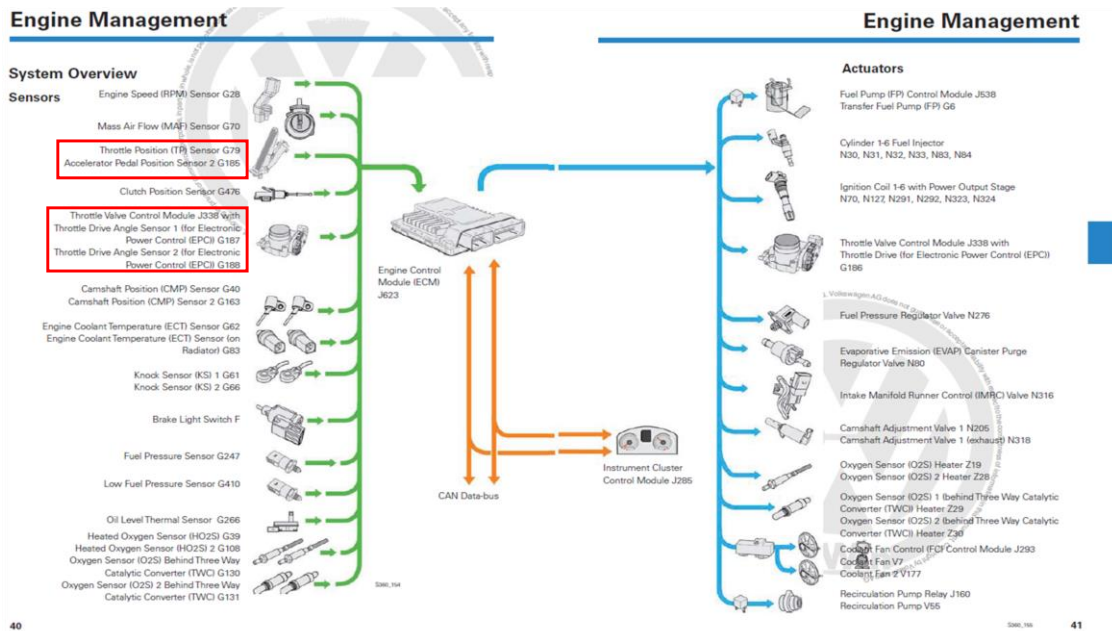 Engine Management
Engine Management
System Overview
Sensors
Engine Speed (RPM) Sensor G28
Mass Air Flow (MAF) Sensor G70
Throttle Position (TP) Sensor G79
Accelerator Pedal Position Sensor 2 G185
Clutch Position Sensor G476
Throttle Valve Control Module J338 with
Throttle Drive Angle Sensor 1 (for Electronic
Power Control (EPC)) G187
Throttle Drive Angle Sensor 2 (for Electronic
Power Control (EPC)) G188
Camshaft Position (CMP) Sensor G40
Camshaft Position (CMP) Sensor 2 G163
Engine Coolant Temperature (ECT) Sensor G62
Engine Coolant Temperature (ECT) Sensor (on
Radiator) G83
Knock Sensor (KS) 1 G61
Knock Sensor (KS) 2 G66
Brake Light Switch F
Fuel Pressure Sensor G247
Low Fuel Pressure Sensor G410
Oil Level Thermal Sensor G266
Heated Oxygen Sensor (HO2S) G39
Heated Oxygen Sensor (HO2S) 2 G108
Oxygen Sensor (O2S) Behind Three Way
Catalytic Converter (TWC) G130
Oxygen Sensor (O2S) 2 Behind Three Way
Catalytic Converter (TWC) G131
S360_194
40
Engine Control
Module (ECM)
J623
CAN Data-bus
Instrument Cluster
Control Module J285
Actuators
Fuel Pump (FP) Control Module J538
Transfer Fuel Pump (FP) G6
Cylinder 1-6 Fuel Injector
N30, N31, N32, N33, N83, N84
Ignition Coil 1-6 with Power Output Stage
N70, N127, N291, N292, N323, N324
Throttle Valve Control Module J338 with
Throttle Drive (for Electronic Power Control (EPC))
G186
Fuel Pressure Regulator Valve N276
Evaporative Emission (EVAP) Canister Purge
Regulator Valve N80
Intake Manifold Runner Control (IMRC) Valve N316
Camshaft Adjustment Valve 1 N205
Camshaft Adjustment Valve 1 (exhaust) N318
Oxygen Sensor (O2S) Heater Z19
Oxygen Sensor (O2S) 2 Heater Z28
Oxygen Sensor (O2S) 1 (behind Three Way Catalytic
Converter (TWC)) Heater Z29
Oxygen Sensor (O2S) 2 (behind Three Way Catalytic
Converter (TWC)) Heater Z30
Coolant Fan Control (FC) Control Module J293
Coolant Fan V7
Coolant Fan 2 V177
Recirculation Pump Relay J160
Recirculation Pump V55
41